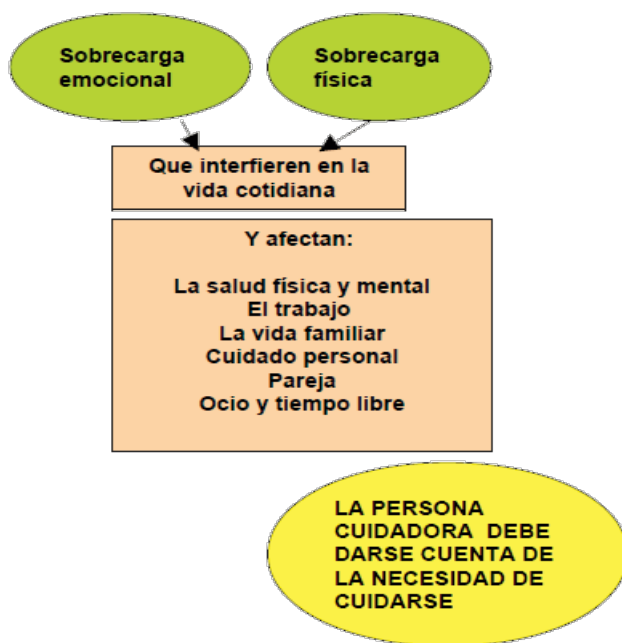 Sobrecarga
emocional
Sobrecarga
física
Que interfieren en la
vida cotidiana
Y afectan:
La salud física y mental
El trabajo
La vida familiar
Cuidado personal
Pareja
Ocio y tiempo libre
LA PERSONA
CUIDADORA DEBE
DARSE CUENTA DE
LA NECESIDAD DE
CUIDARSE